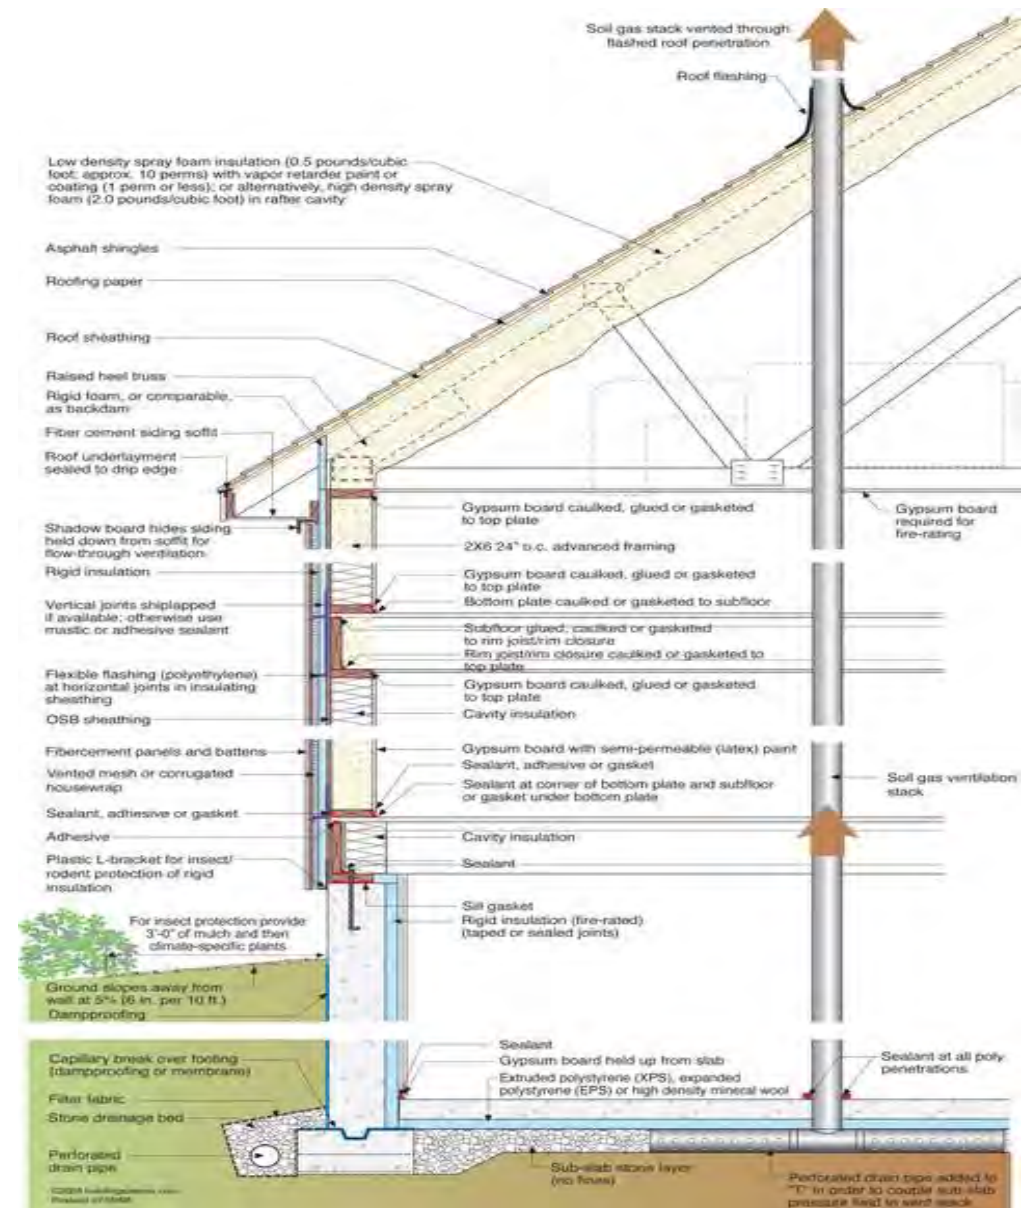 Soil gas stack vented through
flashed roof penetration
Roof flashing
Low density spray foam insulation (0.5 pounds/cubic
foot, approx. 10 perms) with vapor retarder paint or
coating (1 perm or less); or alternatively, high density spray
foam (2.0 pounds/cubic foot) in rafter cavity
Asphalt shingles
Roofing paper
Roof sheathing
Raised heel truss
Rigid foam, or comparable,
as backdam
Fiber cement siding soffit
Roof underlayment
sealed to drip edge
Shadow board hides siding
held down from soffit for
flow-through ventilation
Rigid insulation
Vertical joints shiplapped
if available; otherwise use
mastic or adhesive sealant
Flexible flashing (polyethylene)
at horizontal joints in insulating
sheathing
OSB sheathing
Fibercement panels and battens
Vented mesh or corrugated
housewrap
Sealant, adhesive or gasket
Adhesive
Plastic L-bracket for insect/
rodent protection of rigid
insulation
For insect protection provide
3'-0" of mulch and then
climate-specific plants
Ground slopes away from
wall at 5% (6 in. per 10 ft.)
Dampproofing
Capillary break over footing
(dampproofing or membrane)
Filter fabric
Stone drainage bed
Perforated
drain pipe
Gypsum board caulked, glued or gasketed
to top plate
2X6 24" o.c. advanced framing
Gypsum board caulked, glued or gasketed
to top plate
Bottom plate caulked or gasketed to subfloor
Subfloor glued, caulked or gasketed
to rim joist/rim closure
Rim joist/rim closure caulked or gasketed to
top plate
Gypsum board caulked, glued or gasketed
to top plate
Cavity insulation
Gypsum board with semi-permeable (latex) paint
Sealant, adhesive or gasket
Sealant at corner of bottom plate and subfloor
or gasket under bottom plate
Cavity insulation
Sealant
Sill gasket
Rigid insulation (fire-rated)
(taped or sealed joints)
Sealant
Gypsum board held up from slab
Extruded polystyrene (XPS), expanded
polystyrene (EPS) or high density mineral wool
Sub-slab stone layer
(no fines)
Gypsum board
required for
fire-rating
Soil gas ventilation
stack
Sealant at all poly
penetrations
Perforated drain pipe added to
"T" in order to couple sub-slab
pressure field to vent stack